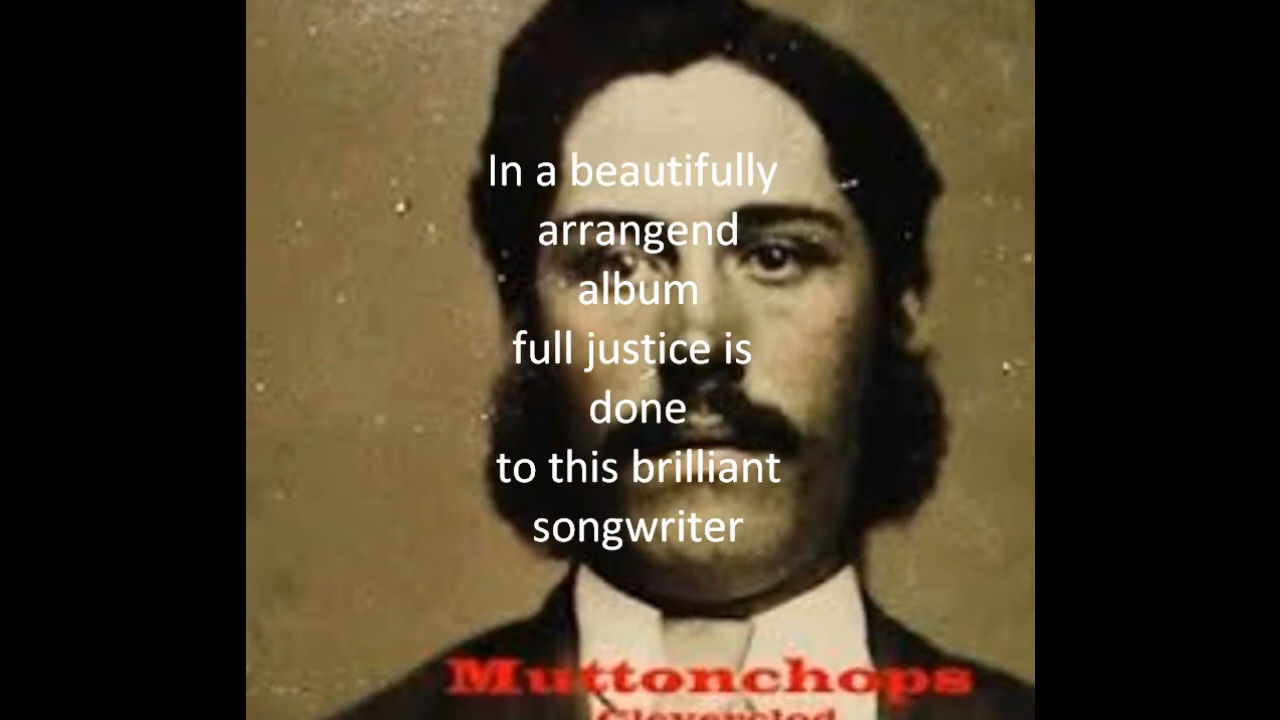 In a beautifully
arrangend
album
full justice is
done
to this brilliant
songwriter
Muttonchops